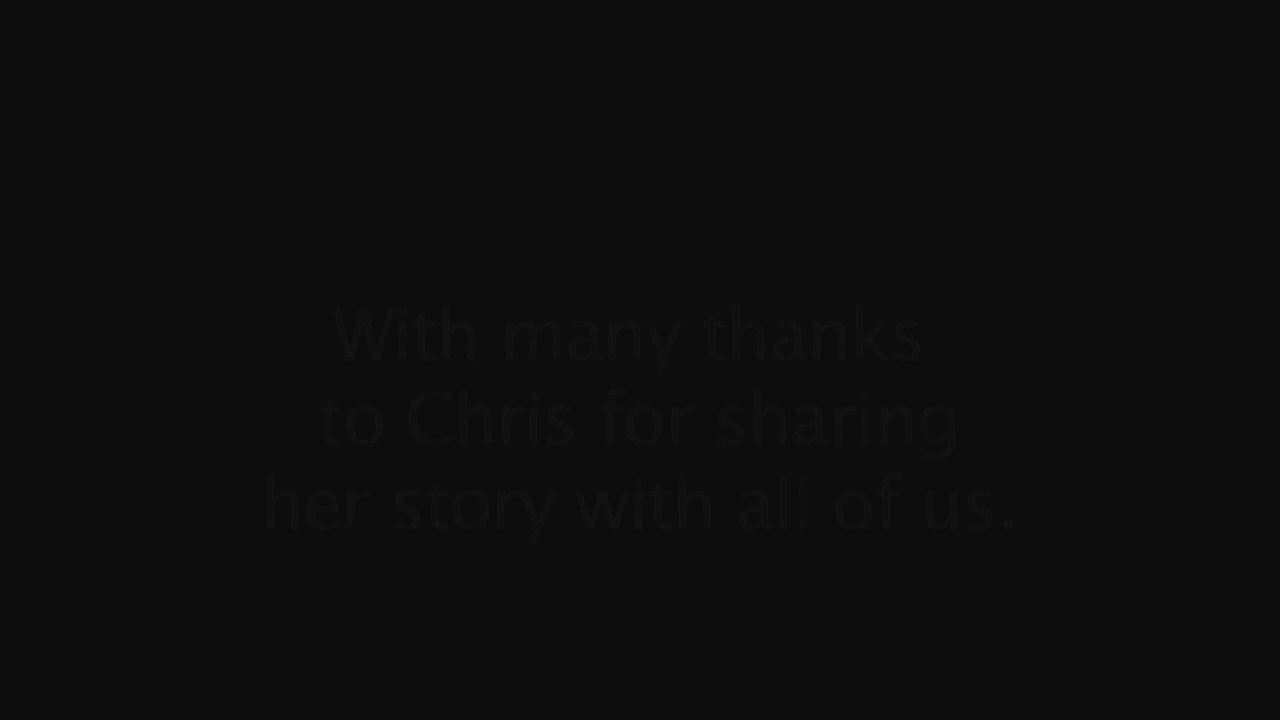 With many thanks
to Chris for sharing
her story with all of us.